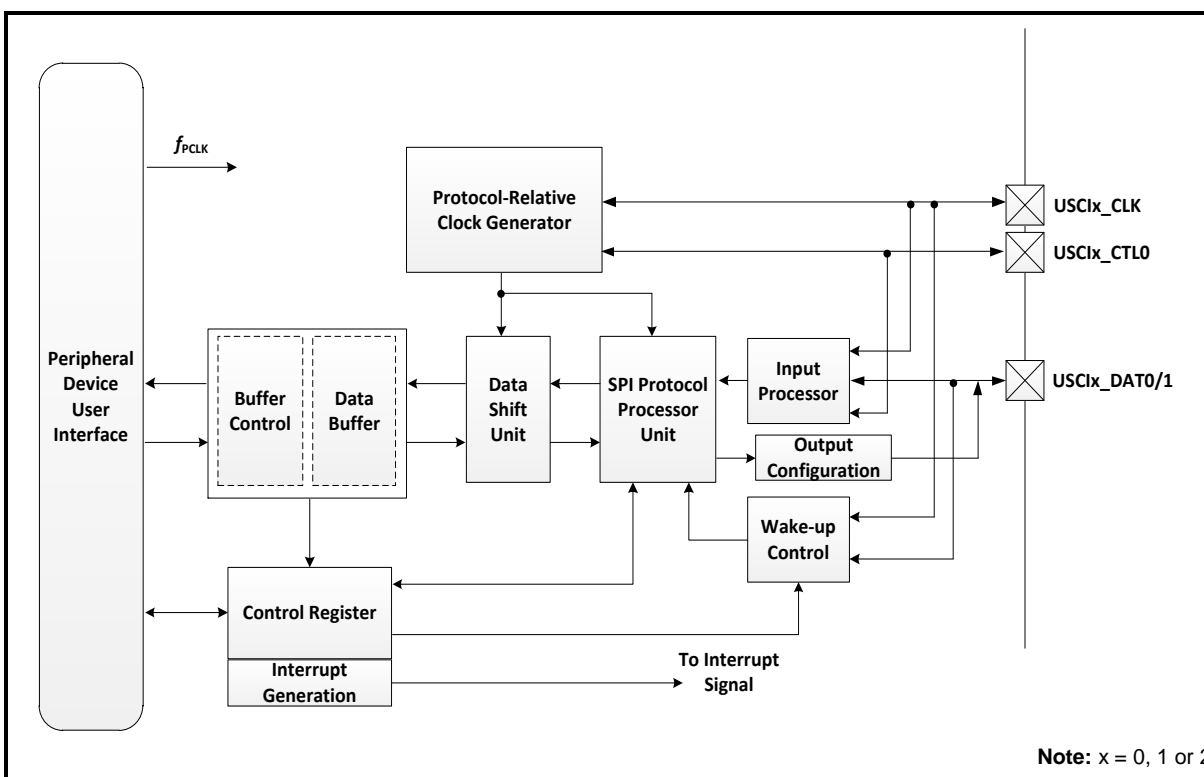 fPCLK
Protocol-Relative
Clock Generator
USCIx_CLK
USCIx_CTL0
Peripheral
Device
User
Interface
Buffer
Control
Data
Buffer
Data
Shift
Unit
SPI Protocol
Processor
Unit
Input
Processor
USCIx_DAT0/1
Output
Configuration
Wake-up
Control
Control Register
Interrupt
Generation
To Interrupt
Signal
Note: x = 0, 1 or 2